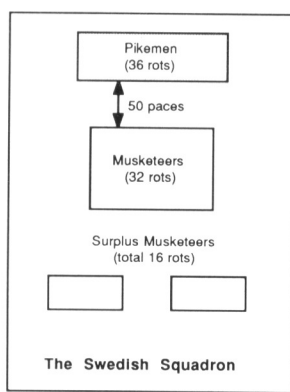 Pikemen
(36 rots)
50 paces
Musketeers
(32 rots)
Surplus Musketeers
(total 16 rots)
The Swedish Squadron